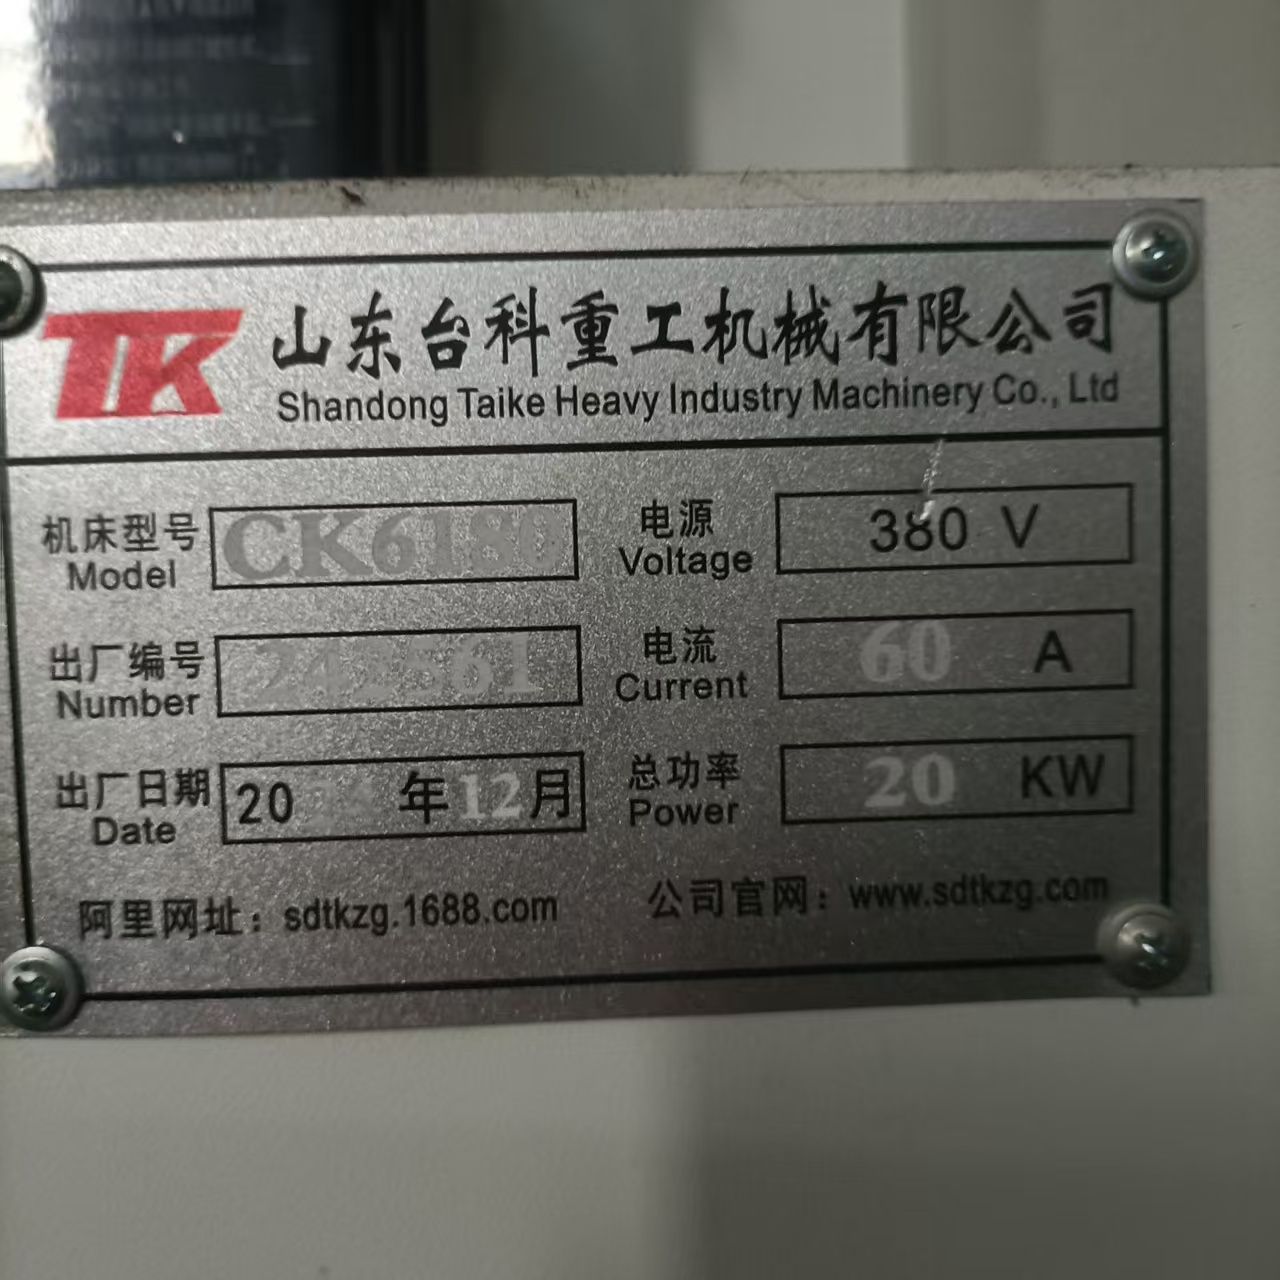 TK 山东台科重工机械有限公司
Shandong Taike Heavy Industry Machinery Co., Ltd
机床型号 CK6180 电源 380 V
Model Voltage
出厂编号 242561 电流 60 A
Number Current
出厂日期 20 年12月 总功率 20 KW
Date Power
阿里网址：sdtkzg.1688.com 公司官网：www.sdtkzg.com